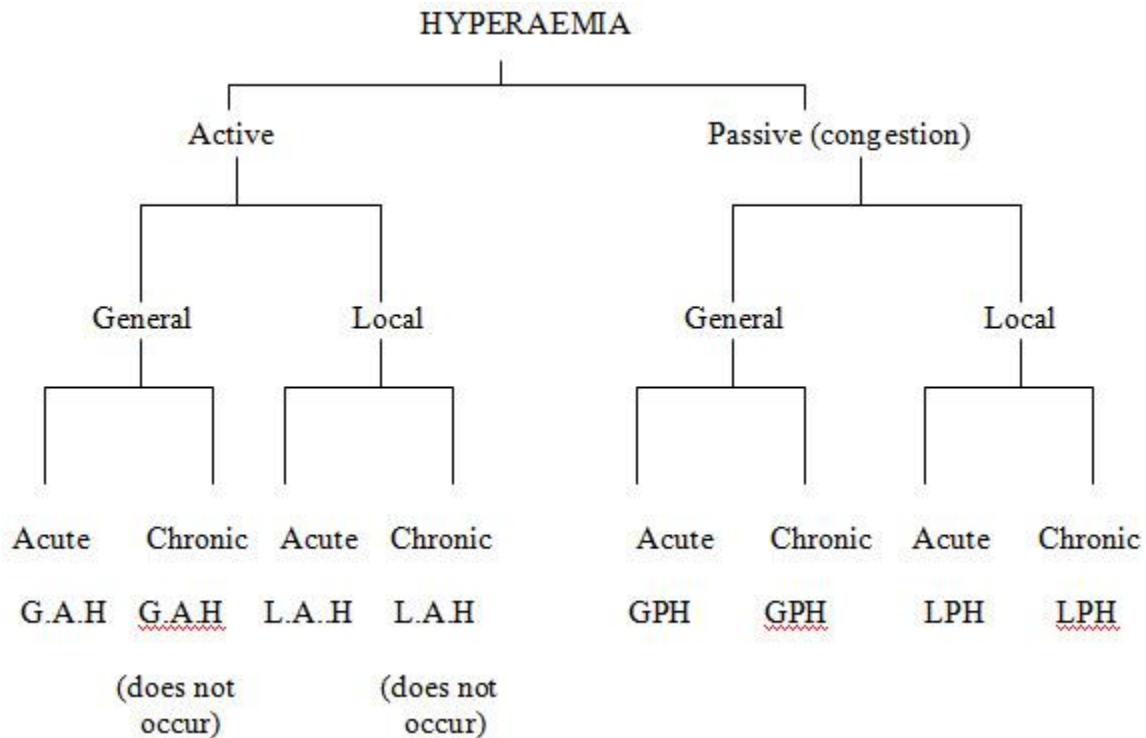 HYPERAEMIA
Active Passive (congestion)
General Local General Local
Acute Chronic Acute Chronic Acute Chronic Acute Chronic
G.A.H G.A.H L.A..H L.A.H GPH GPH LPH LPH
(does not (does not
occur) occur)